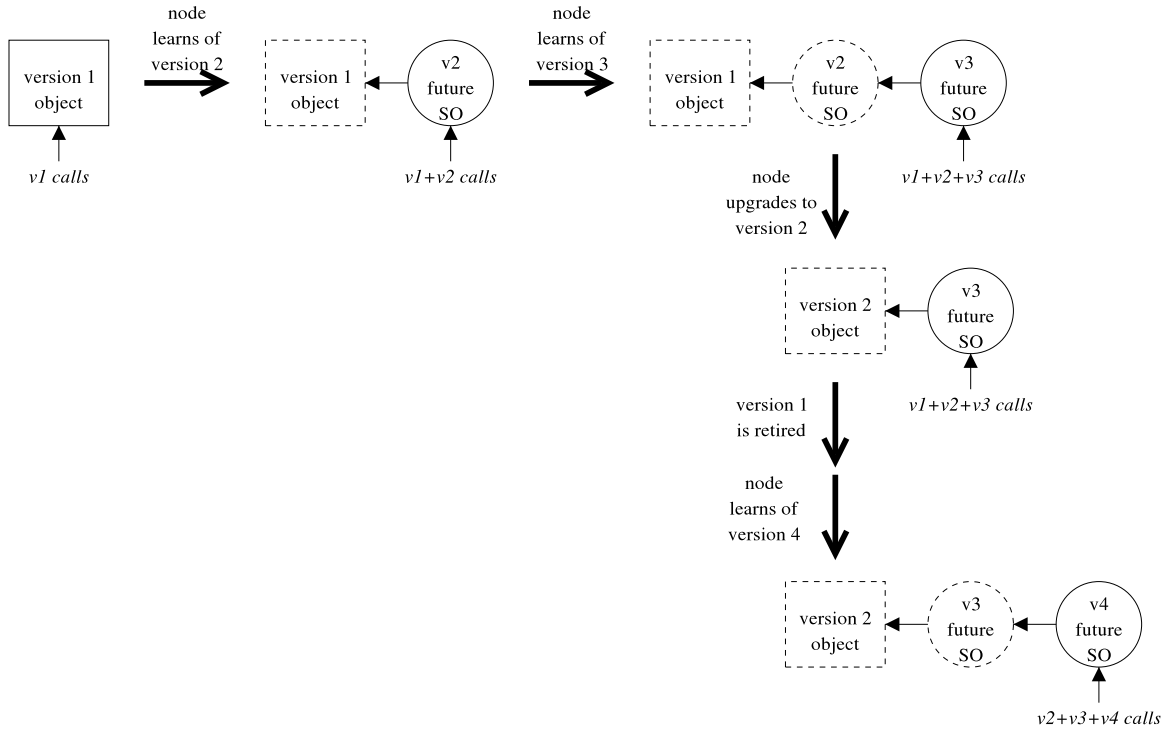 node
learns of
version 2
node
learns of
version 3
version 1
object
version 1
object
v2
future
SO
version 1
object
v2
future
SO
v3
future
SO
v1 calls
v1+v2 calls
v1+v2+v3 calls
node
upgrades to
version 2
version 2
object
v3
future
SO
v1+v2+v3 calls
version 1
is retired
node
learns of
version 4
version 2
object
v3
future
SO
v4
future
SO
v2+v3+v4 calls